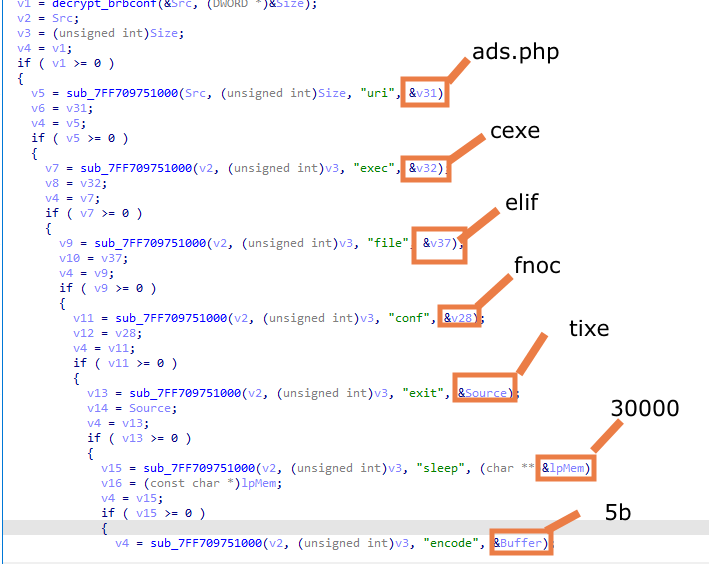 v1 = decrypt_brbconf(&Src, (DWORD *)&Size);
v2 = Src;
v3 = (unsigned int)Size;
v4 = v1;
if ( v1 >= 0 )
{
ads.php
v5 = sub_7FF709751000(Src, (unsigned int)Size, "uri", &v31)
v6 = v31;
v4 = v5;
if ( v5 >= 0 )
{
cexe
v7 = sub_7FF709751000(v2, (unsigned int)v3, "exec", &v32)
v8 = v32;
v4 = v7;
if ( v7 >= 0 )
{
elif
v9 = sub_7FF709751000(v2, (unsigned int)v3, "file", &v37);
v10 = v37;
v4 = v9;
if ( v9 >= 0 )
{
fnoc
v11 = sub_7FF709751000(v2, (unsigned int)v3, "conf", &v28);
v12 = v28;
v4 = v11;
if ( v11 >= 0 )
{
tixe
v13 = sub_7FF709751000(v2, (unsigned int)v3, "exit", &Source);
v14 = Source;
v4 = v13;
if ( v13 >= 0 )
{
30000
v15 = sub_7FF709751000(v2, (unsigned int)v3, "sleep", (char **&lpMem)
v16 = (const char *)lpMem;
v4 = v15;
if ( v15 >= 0 )
{
5b
v4 = sub_7FF709751000(v2, (unsigned int)v3, "encode", &Buffer)